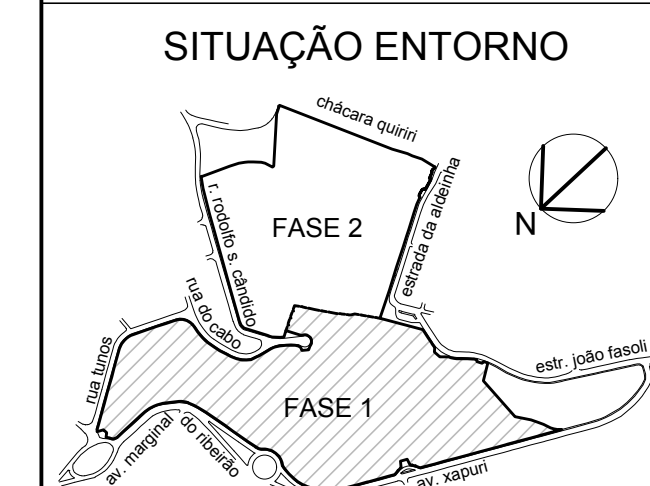 SITUAÇÃO ENTORNO
chácara quiriri
FASE 2
N
r. rodolfo s. cândido
estrada da aldeinha
rua do cabo
rua tunos
estr. joão fasoli
FASE 1
av. marginal
do ribeirão
av. xapuri